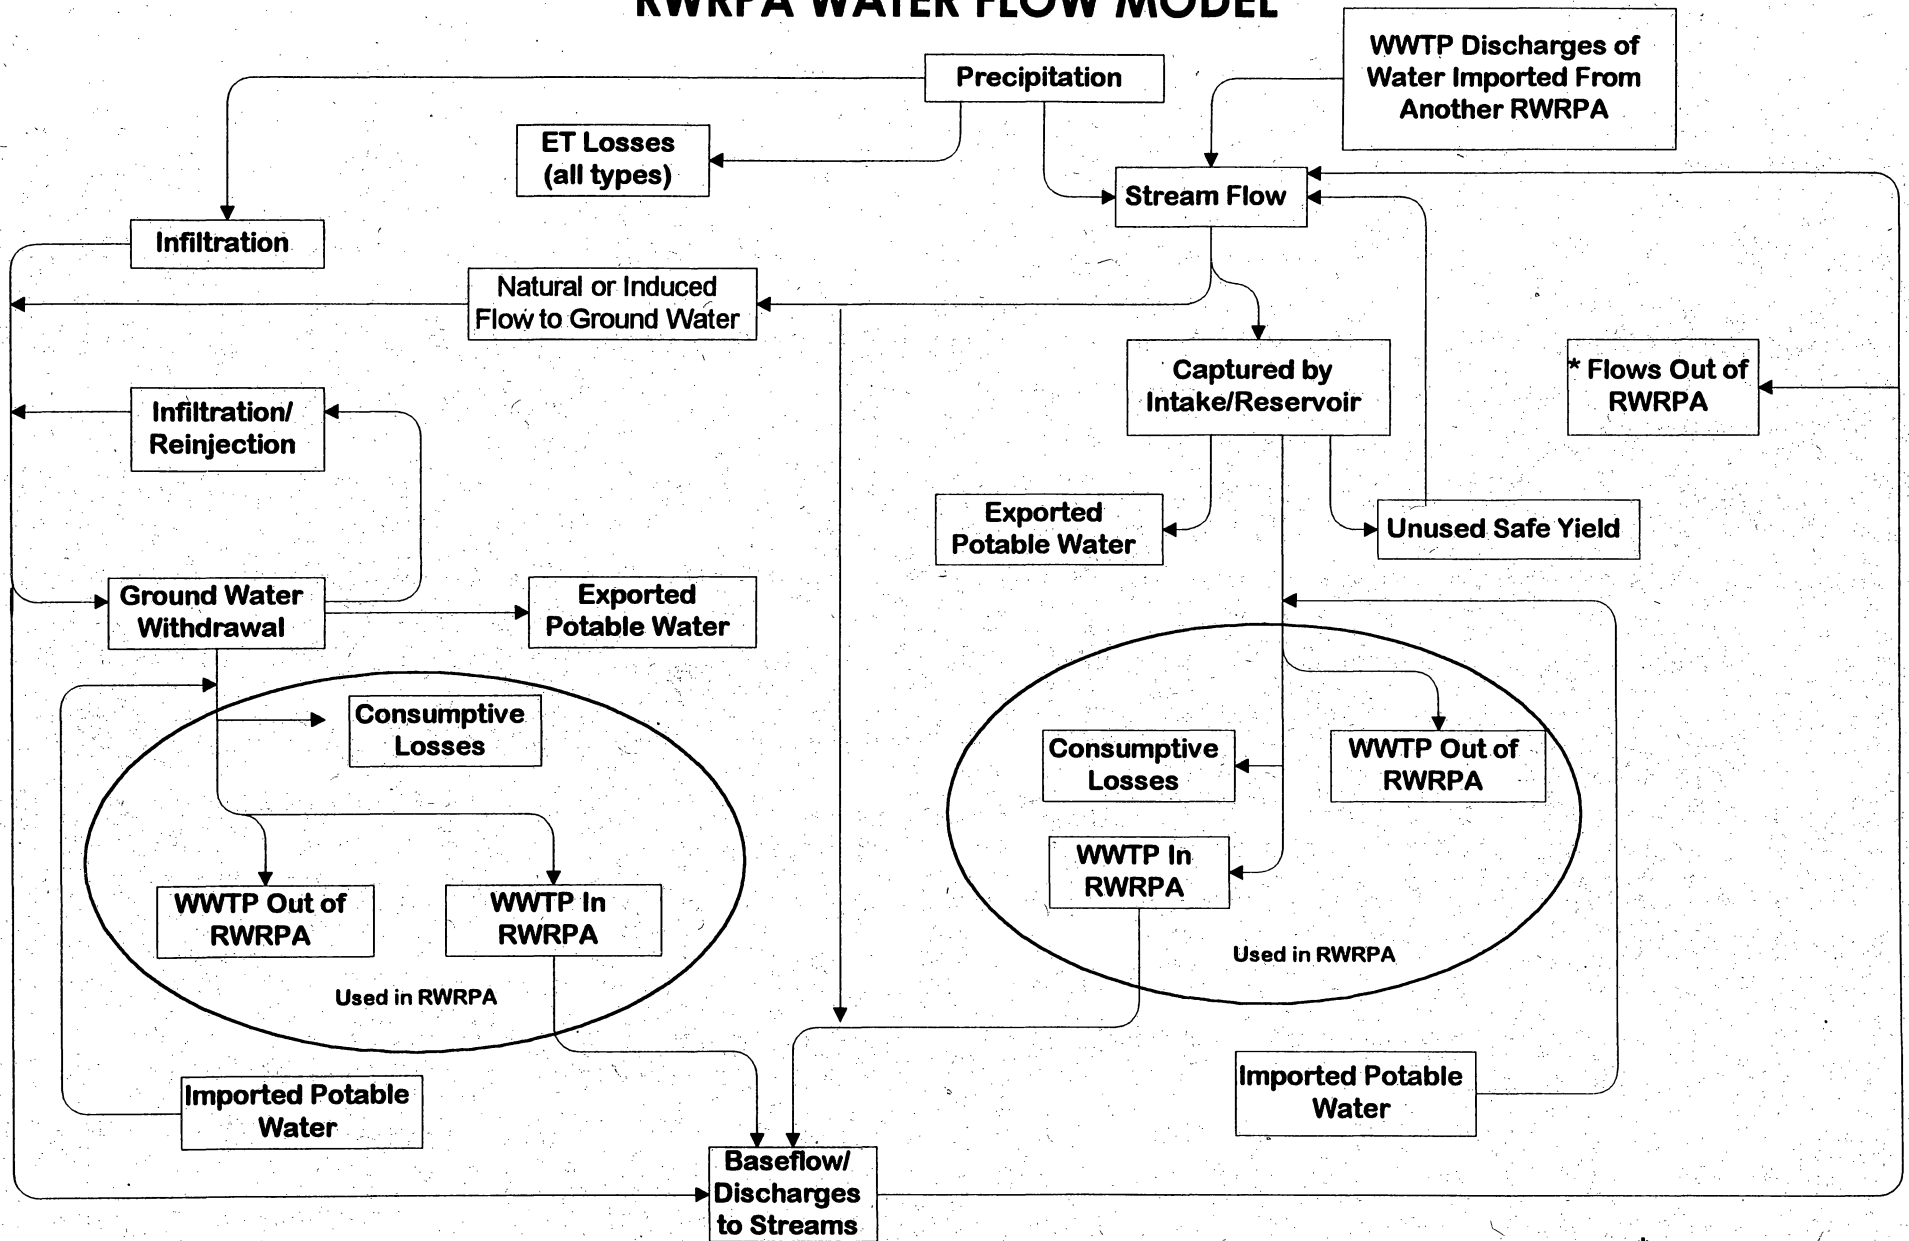 RWRPA WATER FLOW MODEL
WWTP Discharges of
Water Imported From
Another RWRPA
Precipitation
ET Losses
(all types)
Stream Flow
Infiltration
Natural or Induced
Flow to Ground Water
Captured by
Intake/Reservoir
* Flows Out of
RWRPA
Infiltration/
Reinjection
Exported
Potable Water
Unused Safe Yield
Ground Water
Withdrawal
Exported
Potable Water
Consumptive
Losses
Consumptive
Losses
WWTP Out of
RWRPA
WWTP In
RWRPA
WWTP Out of
RWRPA
WWTP In
RWRPA
Used in RWRPA
Used in RWRPA
Imported Potable
Water
Imported Potable
Water
Baseflow/
Discharges
to Streams